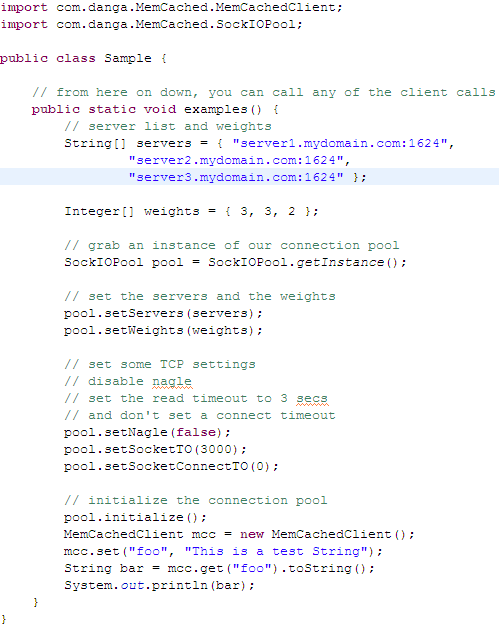 import com.danga.MemCached.MemCachedClient;
import com.danga.MemCached.SockIOPool;

public class Sample {

    // from here on down, you can call any of the client calls
    public static void examples() {
        // server list and weights
        String[] servers = { "server1.mydomain.com:1624",
                "server2.mydomain.com:1624",
                "server3.mydomain.com:1624" };

        Integer[] weights = { 3, 3, 2 };

        // grab an instance of our connection pool
        SockIOPool pool = SockIOPool.getInstance();

        // set the servers and the weights
        pool.setServers(servers);
        pool.setWeights(weights);

        // set some TCP settings
        // disable nagle
        // set the read timeout to 3 secs
        // and don't set a connect timeout
        pool.setNagle(false);
        pool.setSocketTO(3000);
        pool.setSocketConnectTO(0);

        // initialize the connection pool
        pool.initialize();
        MemCachedClient mcc = new MemCachedClient();
        mcc.set("foo", "This is a test String");
        String bar = mcc.get("foo").toString();
        System.out.println(bar);
    }
}